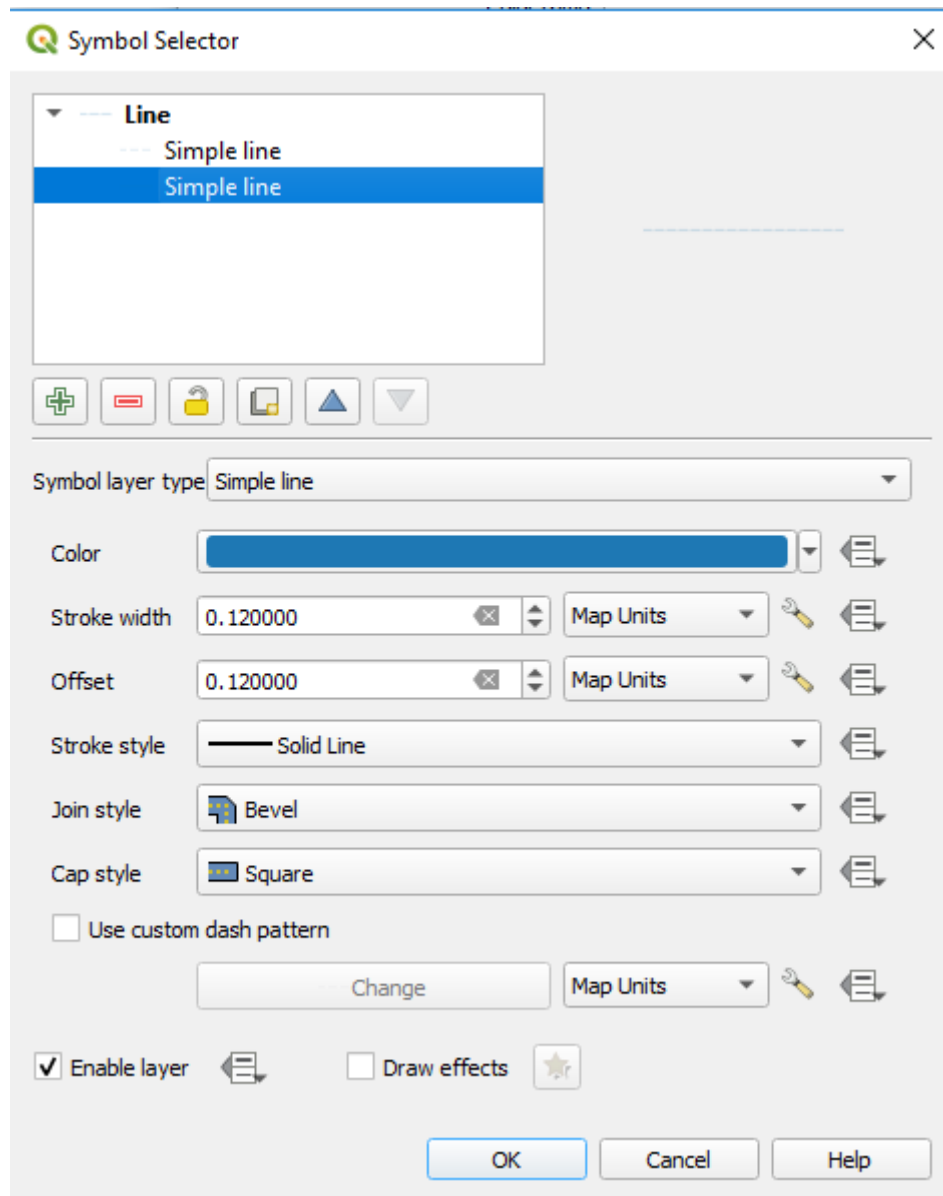 Symbol Selector
Line
Simple line
Simple line
Symbol layer type Simple line
Color
Stroke width 0.120000 Map Units
Offset 0.120000 Map Units
Stroke style Solid Line
Join style Bevel
Cap style Square
Use custom dash pattern
Change Map Units
Enable layer Draw effects
OK Cancel Help